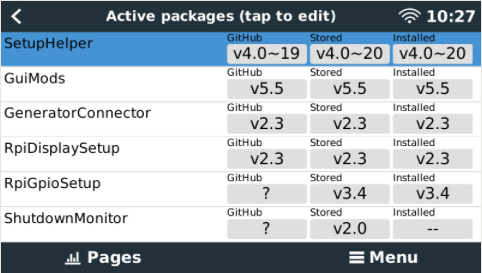 Active packages (tap to edit) 10:27
SetupHelper GitHub v4.0~19 Stored v4.0~20 Installed v4.0~20
GuiMods GitHub v5.5 Stored v5.5 Installed v5.5
GeneratorConnector GitHub v2.3 Stored v2.3 Installed v2.3
RpiDisplaySetup GitHub v2.3 Stored v2.3 Installed v2.3
RpiGpioSetup GitHub ? Stored v3.4 Installed v3.4
ShutdownMonitor GitHub ? Stored v2.0 Installed --
Pages Menu